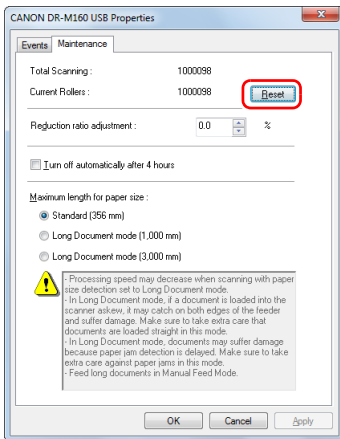 CANON DR-M160 USB Properties
Events Maintenance
Total Scanning : 1000098
Current Rollers : 1000098 Reset
Reduction ratio adjustment : 0.0 %
Turn off automatically after 4 hours
Maximum length for paper size :
Standard (356 mm)
Long Document mode (1,000 mm)
Long Document mode (3,000 mm)
- Processing speed may decrease when scanning with paper
size detection set to Long Document mode.
- In Long Document mode, if a document is loaded into the
scanner askew, it may catch on both edges of the feeder
and suffer damage. Make sure to take extra care that
documents are loaded straight in this mode.
- In Long Document mode, documents may suffer damage
because paper jam detection is delayed. Make sure to take
extra care against paper jams in this mode.
- Feed long documents in Manual Feed Mode.
OK Cancel Apply